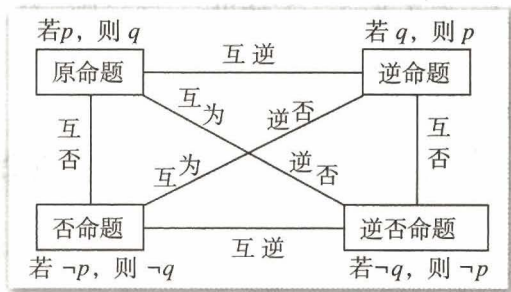 若p，则q
若q，则p
原命题
互逆
逆命题
互为
逆否
互否
互否
互为
逆否
否命题
互逆
逆否命题
若¬p，则¬q
若¬q，则¬p